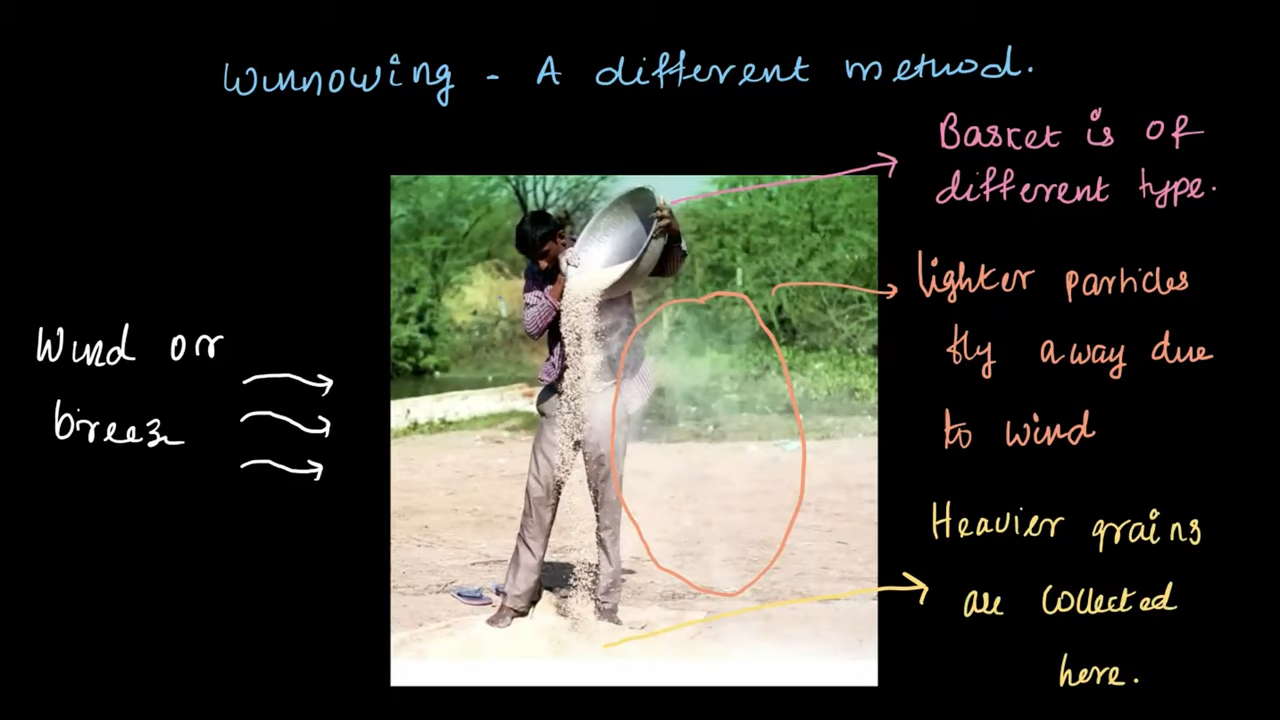 Winnowing - A different method.
Basket is of
different type.
lighter particles
fly away due
to wind
Wind or
breeze
Heavier grains
are collected
here.